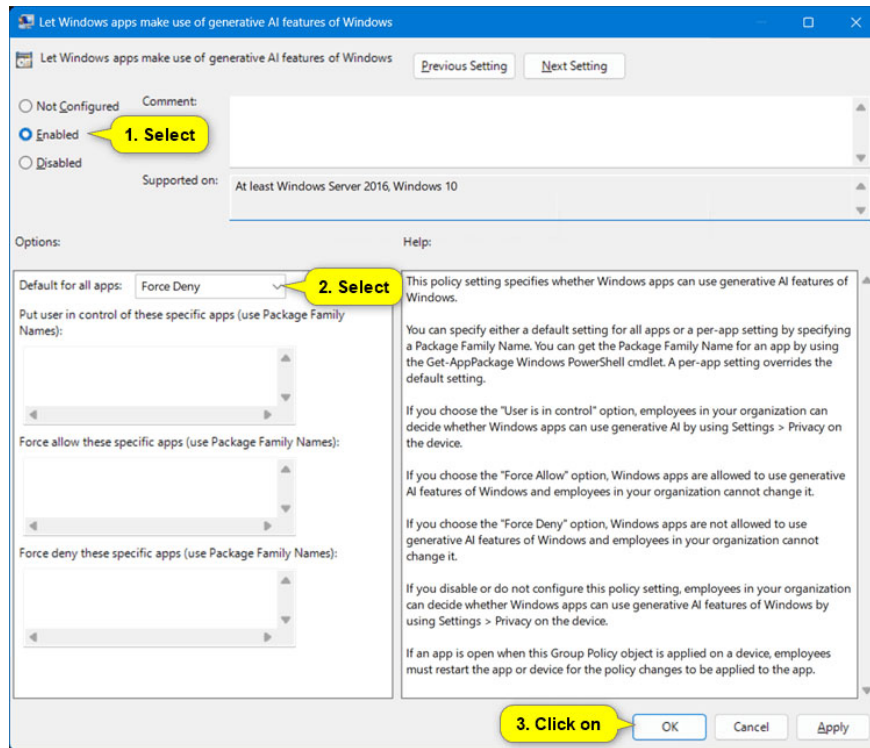 Let Windows apps make use of generative AI features of Windows
Let Windows apps make use of generative AI features of Windows
Previous Setting
Next Setting
Not Configured
Comment:
Enabled
1. Select
Disabled
Supported on:
At least Windows Server 2016, Windows 10
Options:
Help:
Default for all apps:
Force Deny
2. Select
Put user in control of these specific apps (use Package Family
Names):
Force allow these specific apps (use Package Family Names):
Force deny these specific apps (use Package Family Names):
This policy setting specifies whether Windows apps can use generative AI features of
Windows.
You can specify either a default setting for all apps or a per-app setting by specifying
a Package Family Name. You can get the Package Family Name for an app by using
the Get-AppPackage Windows PowerShell cmdlet. A per-app setting overrides the
default setting.
If you choose the "User is in control" option, employees in your organization can
decide whether Windows apps can use generative AI by using Settings > Privacy on
the device.
If you choose the "Force Allow" option, Windows apps are allowed to use generative
AI features of Windows and employees in your organization cannot change it.
If you choose the "Force Deny" option, Windows apps are not allowed to use
generative AI features of Windows and employees in your organization cannot
change it.
If you disable or do not configure this policy setting, employees in your organization
can decide whether Windows apps can use generative AI features of Windows by
using Settings > Privacy on the device.
If an app is open when this Group Policy object is applied on a device, employees
must restart the app or device for the policy changes to be applied to the app.
3. Click on
OK
Cancel
Apply